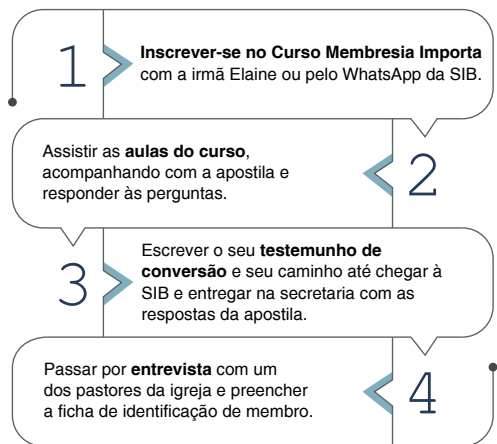 1
Inscrever-se no Curso Membresia Importa
com a irmã Elaine ou pelo WhatsApp da SIB.
Assistir as aulas do curso,
acompanhando com a apostila e
responder às perguntas.
2
3
Escrever o seu testemunho de
conversão e seu caminho até chegar à
SIB e entregar na secretaria com as
respostas da apostila.
Passar por entrevista com um
dos pastores da igreja e preencher
a ficha de identificação de membro.
4